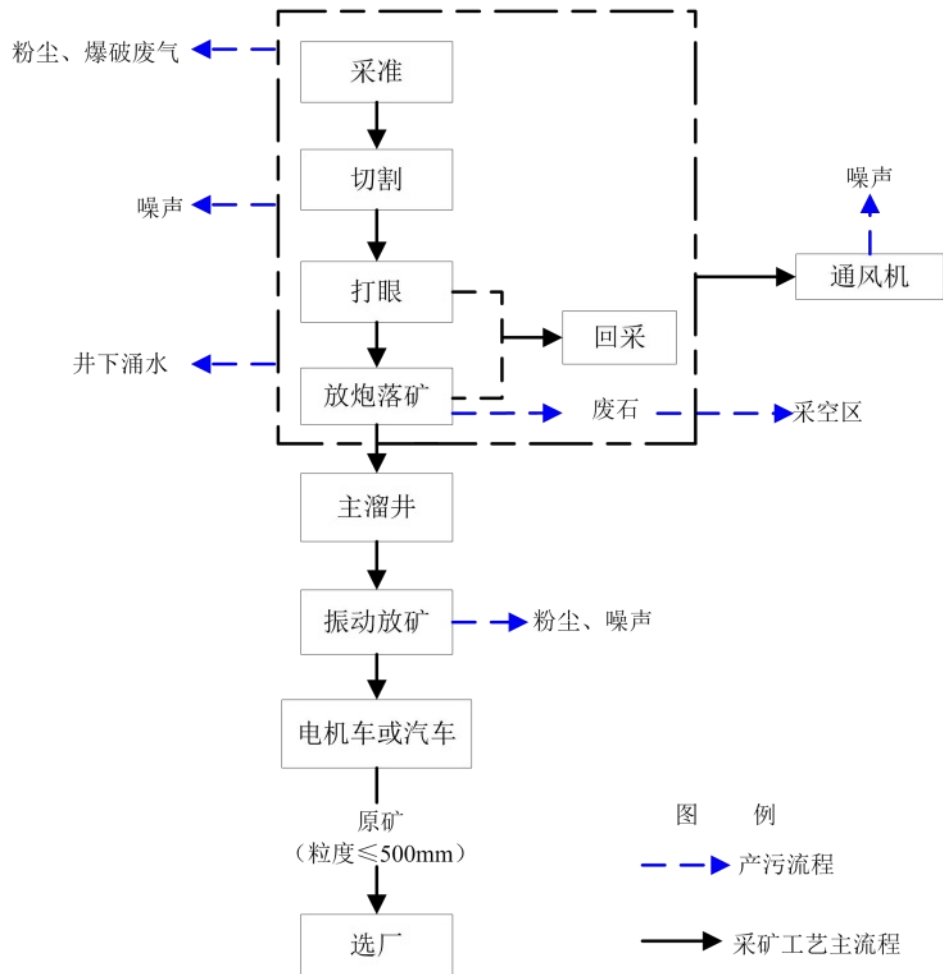 粉尘、爆破废气
采准
切割
噪声
噪声
打眼
通风机
回采
井下涌水
放炮落矿
废石
采空区
主溜井
振动放矿
粉尘、噪声
电机车或汽车
原矿
（粒度≤500mm）
图 例
产污流程
选厂
采矿工艺主流程